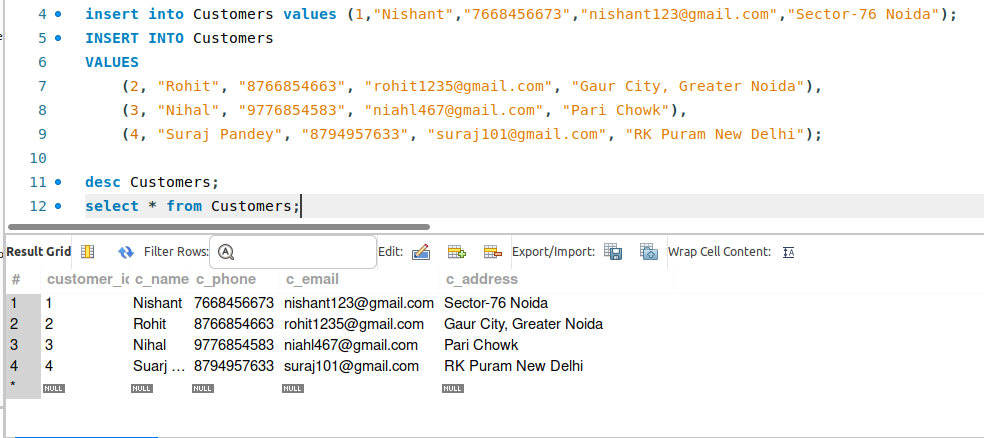 4 insert into Customers values (1,"Nishant","7668456673","nishant123@gmail.com","Sector-76 Noida");
5 INSERT INTO Customers
6 VALUES
7 (2, "Rohit", "8766854663", "rohit1235@gmail.com", "Gaur City, Greater Noida"),
8 (3, "Nihal", "9776854583", "niahl467@gmail.com", "Pari Chowk"),
9 (4, "Suraj Pandey", "8794957633", "suraj101@gmail.com", "RK Puram New Delhi");
10
11 desc Customers;
12 select * from Customers;
Result Grid Filter Rows: Edit: Export/Import: Wrap Cell Content:
# customer_id c_name c_phone c_email c_address
1 1 Nishant 7668456673 nishant123@gmail.com Sector-76 Noida
2 2 Rohit 8766854663 rohit1235@gmail.com Gaur City, Greater Noida
3 3 Nihal 9776854583 niahl467@gmail.com Pari Chowk
4 4 Suarj ... 8794957633 suraj101@gmail.com RK Puram New Delhi
* NULL NULL NULL NULL NULL